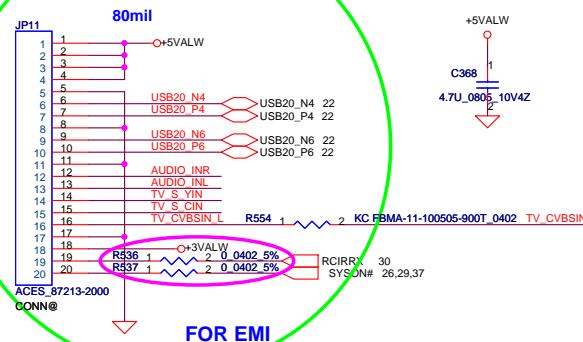 80mil
JP11
+5VALW
+5VALW
1 1
2 2
3 3
4 4
5 5
6 6 USB20_N4 USB20_N4 22
7 7 USB20_P4 USB20_P4 22
8 8
9 9 USB20_N6 USB20_N6 22
10 10 USB20_P6 USB20_P6 22
11 11
12 12 AUDIO_INR
13 13 AUDIO_INL
14 14 TV_S_YIN
15 15 TV_S_CIN
16 16 TV_CVBSIN_L R554 1 2 KC FBMA-11-100505-900T_0402 TV_CVBSIN
17 17
18 18 +3VALW
19 19 R536 1 2 0_0402_5% RCIRRX 30
20 20 R537 1 2 0_0402_5% SYSON# 26,29,37
ACES_87213-2000
CONN@
FOR EMI
1
C368
4.7U_0805_10V4Z
2